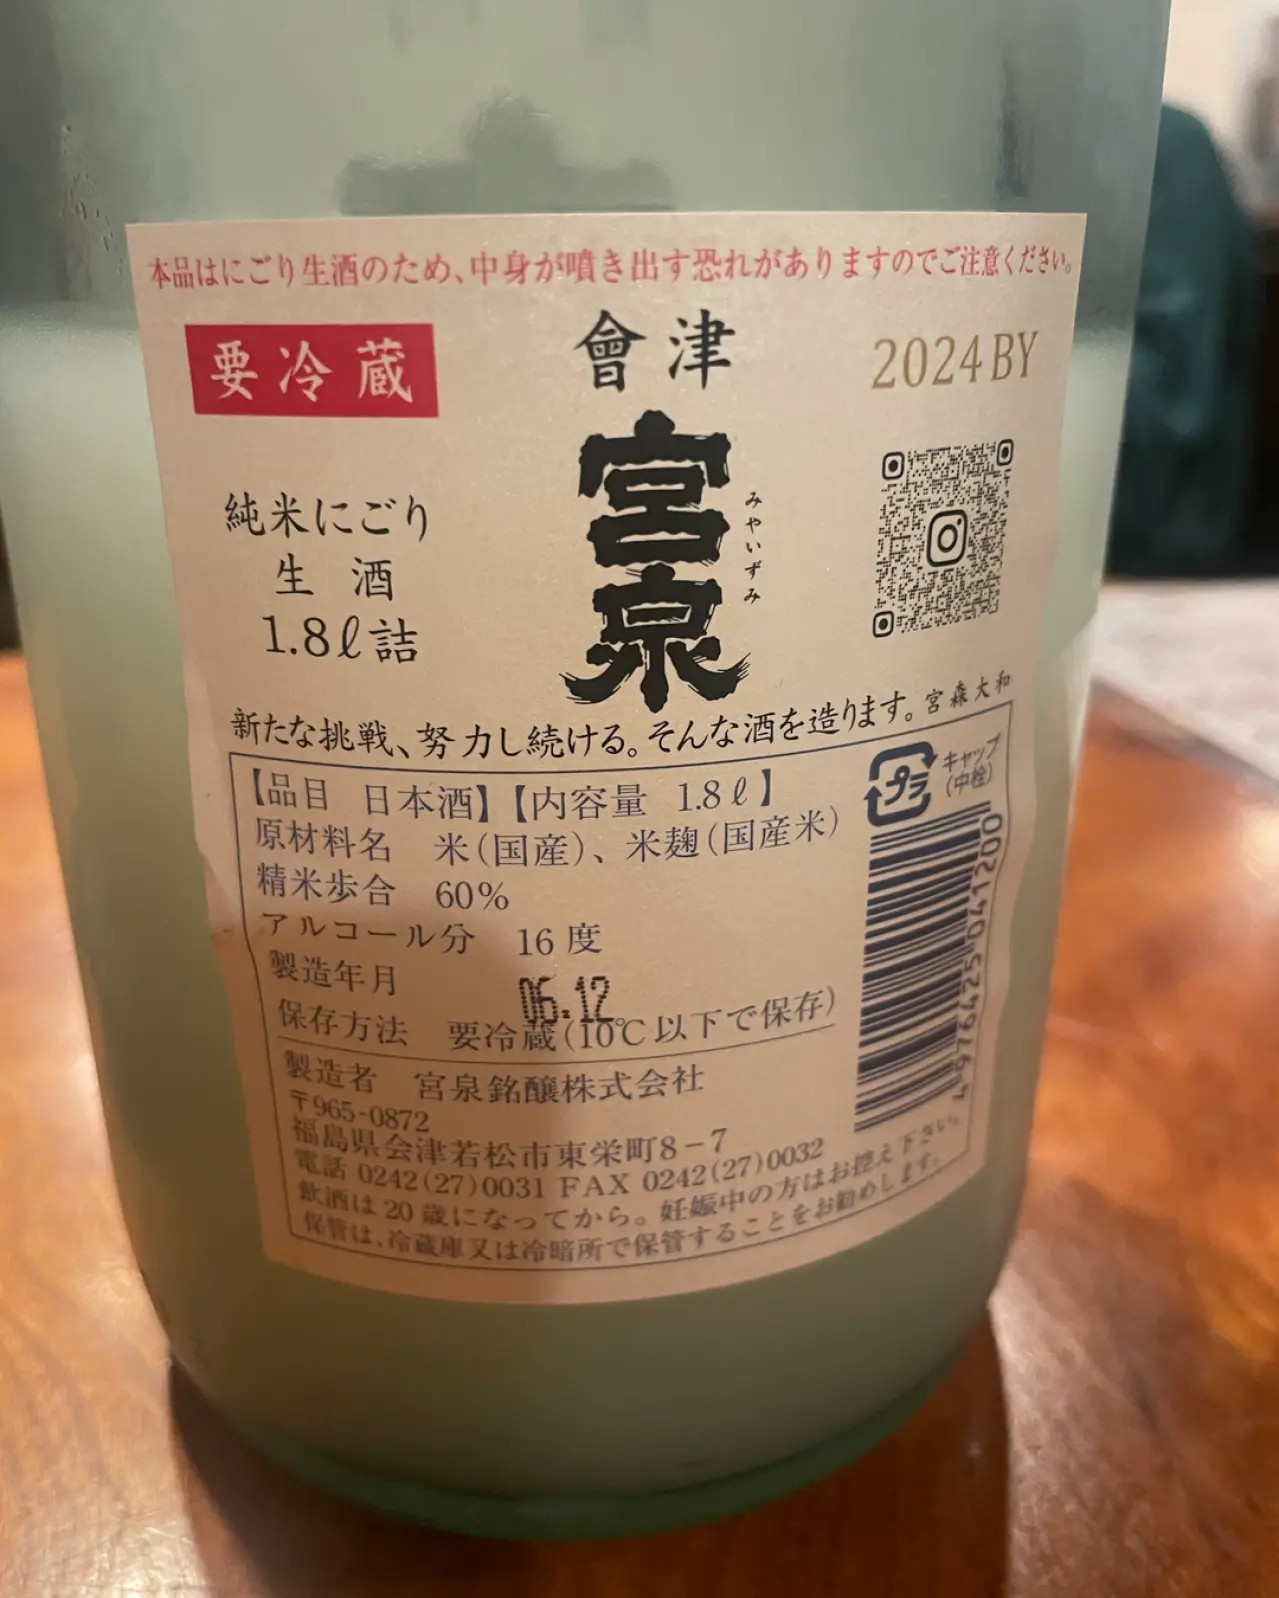 本品はにごり生酒のため、中身が噴き出す恐れがありますのでご注意ください。
要冷蔵
會津
2024BY
宮泉
みやいずみ
純米にごり
生酒
1.8ℓ詰
新たな挑戦、努力し続ける。そんな酒を造ります。宮森大和
【品目 日本酒】【内容量 1.8ℓ】
原材料名 米(国産)、米麹(国産米)
精米歩合 60%
アルコール分 16度
製造年月 06.12
保存方法 要冷蔵(10℃以下で保存)
プラ
キャップ
(中栓)
4976425041200
製造者 宮泉銘醸株式会社
〒965-0872
福島県会津若松市東栄町8-7
電話 0242(27)0031 FAX 0242(27)0032
飲酒は20歳になってから。妊娠中の方はお控え下さい。
保管は、冷蔵庫又は冷暗所で保管することをお勧めします。